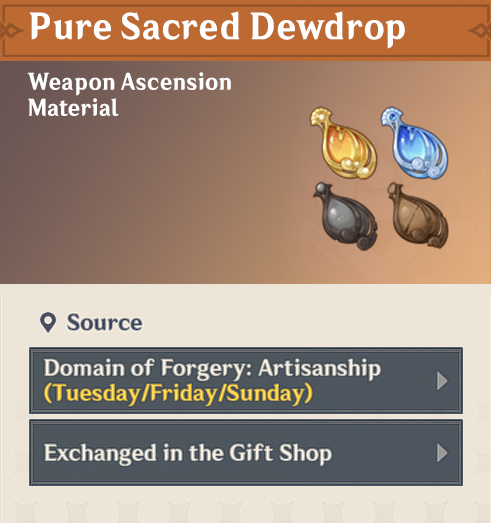 Pure Sacred Dewdrop
Weapon Ascension
Material
Source
Domain of Forgery: Artisanship
(Tuesday/Friday/Sunday)
Exchanged in the Gift Shop